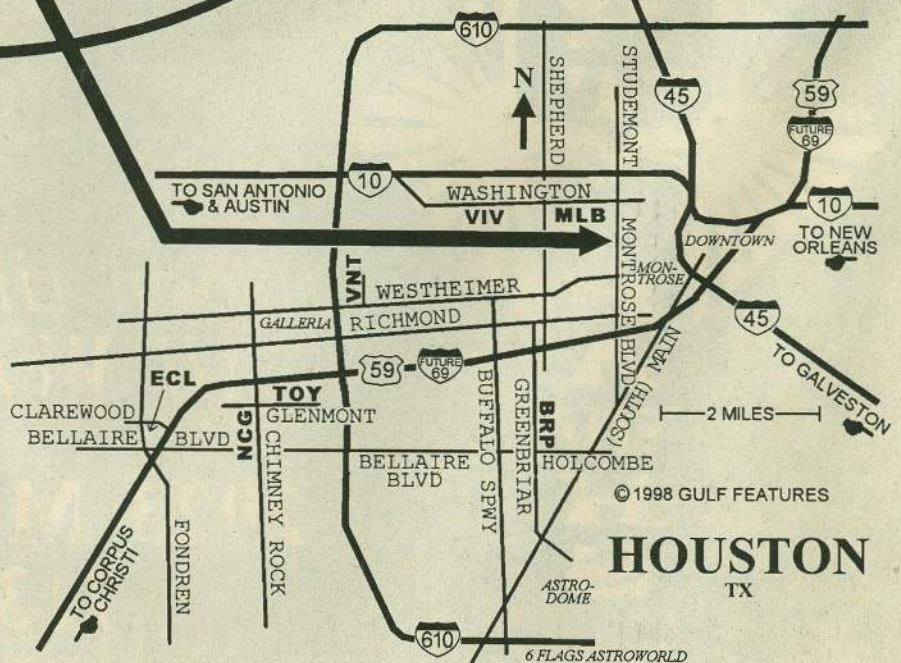 610
N
SHEPHERD
STUDEMONT
45
59
FUTURE
69
10
TO SAN ANTONIO
& AUSTIN
WASHINGTON
VIV
MLB
10
TO NEW
ORLEANS
DOWNTOWN
MONTROSE BLVD
MON-
TROSE
VNT
WESTHEIMER
GALLERIA
RICHMOND
45
TO GALVESTON
59
FUTURE
69
(SOUTH) MAIN
2 MILES
ECL
TOY
CLAREWOOD
GLENMONT
BELLAIRE BLVD
NCG
CHIMNEY ROCK
BUFFALO SPWY
GREENBRIAR
BRP
BELLAIRE
BLVD
HOLCOMBE
© 1998 GULF FEATURES
HOUSTON
TX
FONDREN
TO CORPUS
CHRISTI
ASTRO-
DOME
610
6 FLAGS ASTROWORLD